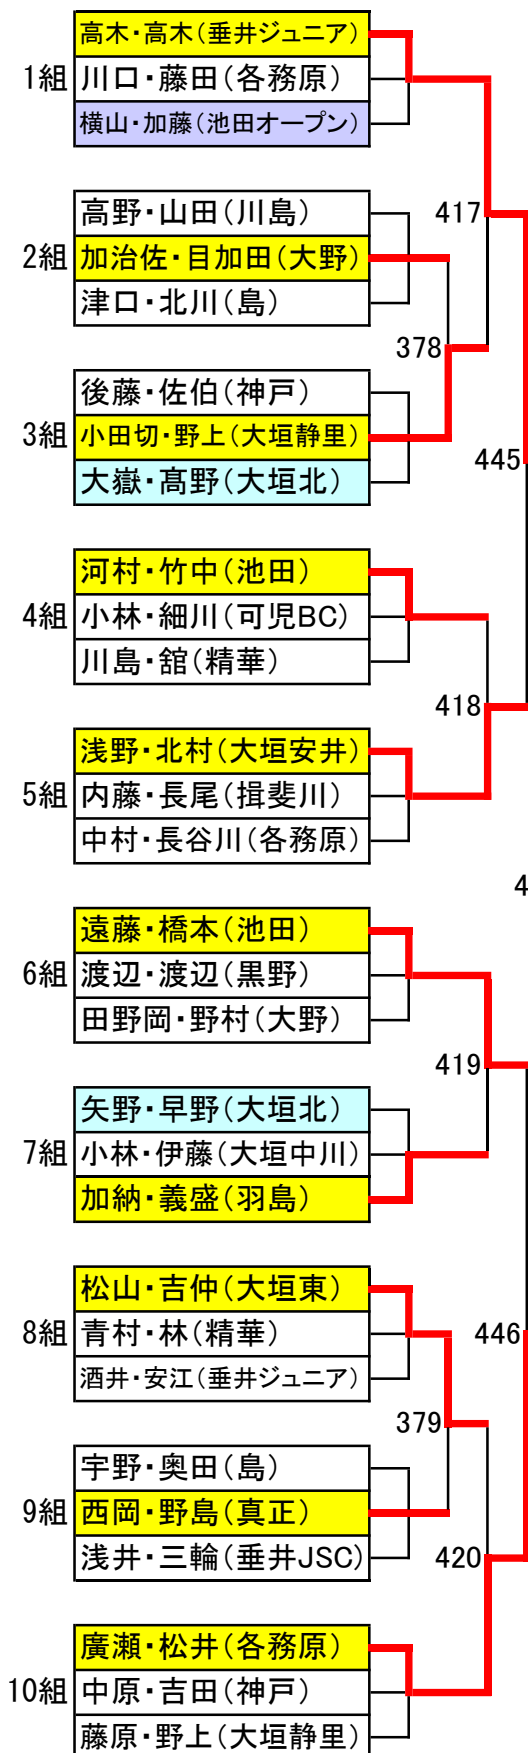 高木・高木(垂井ジュニア)
1組 川口・藤田(各務原)
横山・加藤(池田オープン)
高野・山田(川島)
417
2組 加治佐・目加田(大野)
津口・北川(島)
378
後藤・佐伯(神戸)
3組 小田切・野上(大垣静里)
445
大嶽・髙野(大垣北)
河村・竹中(池田)
4組 小林・細川(可児BC)
川島・舘(精華)
418
浅野・北村(大垣安井)
5組 内藤・長尾(揖斐川)
中村・長谷川(各務原)
4
遠藤・橋本(池田)
6組 渡辺・渡辺(黒野)
田野岡・野村(大野)
419
矢野・早野(大垣北)
7組 小林・伊藤(大垣中川)
加納・義盛(羽島)
松山・吉仲(大垣東)
8組 青村・林(精華)
446
酒井・安江(垂井ジュニア)
379
宇野・奥田(島)
9組 西岡・野島(真正)
浅井・三輪(垂井JSC)
420
廣瀬・松井(各務原)
10組 中原・吉田(神戸)
藤原・野上(大垣静里)